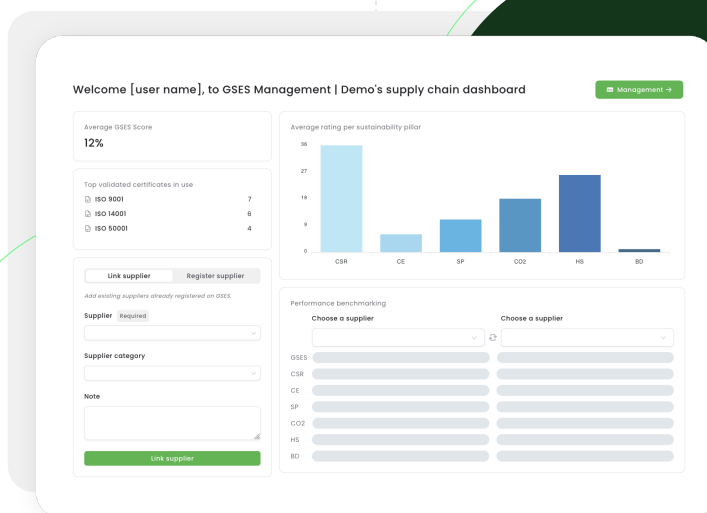 Welcome [user name], to GSES Management | Demo's supply chain dashboard
Management →
Average GSES Score
12%
Top validated certificates in use
ISO 9001 7
ISO 14001 6
ISO 50001 4
Link supplier Register supplier
Add existing suppliers already registered on GSES.
Supplier Required
Supplier category
Note
Link supplier
Average rating per sustainability pillar
36
27
18
9
0
CSR CE SP CO2 HS BD
Performance benchmarking
Choose a supplier Choose a supplier
GSES
CSR
CE
SP
CO2
HS
BD